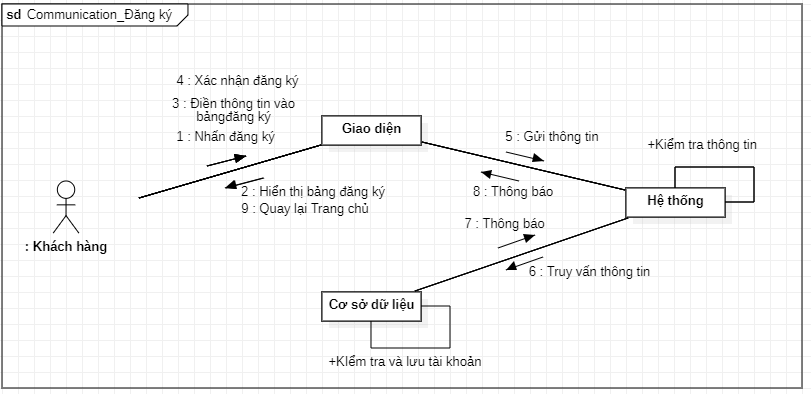 sd Communication_Đăng ký
4 : Xác nhận đăng ký
3 : Điền thông tin vào
bảngđăng ký
1 : Nhấn đăng ký
Giao diện
5 : Gửi thông tin
+Kiểm tra thông tin
2 : Hiển thị bảng đăng ký
9 : Quay lại Trang chủ
8 : Thông báo
Hệ thống
7 : Thông báo
: Khách hàng
6 : Truy vấn thông tin
Cơ sở dữ liệu
+KIểm tra và lưu tài khoản